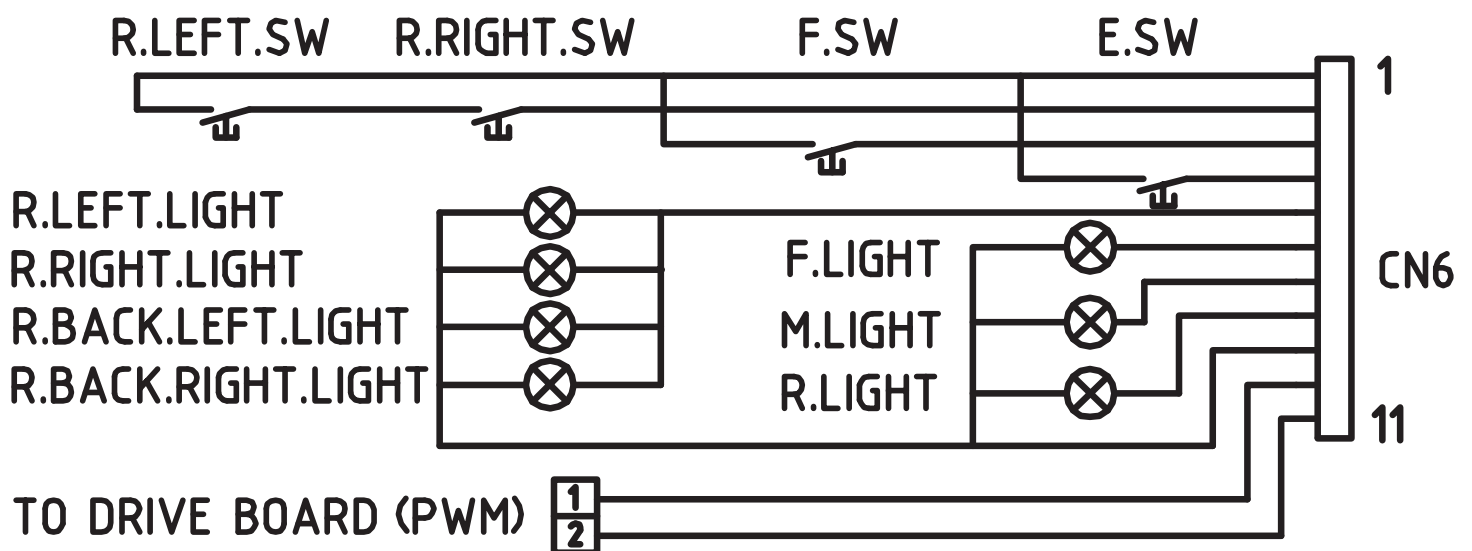 R.LEFT.SW R.RIGHT.SW F.SW E.SW
1
R.LEFT.LIGHT
R.RIGHT.LIGHT
R.BACK.LEFT.LIGHT
R.BACK.RIGHT.LIGHT
F.LIGHT
M.LIGHT
R.LIGHT
CN6
11
TO DRIVE BOARD (PWM)
1
2